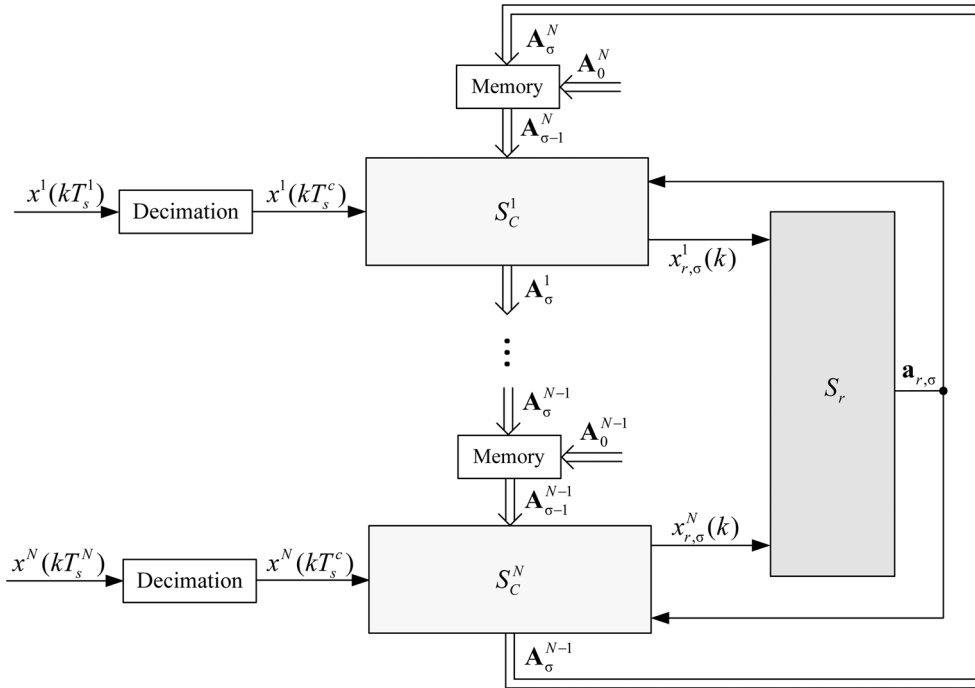 𝐀_σ^N
𝐀_0^N
Memory
𝐀_{σ−1}^N
x^1(kT_s^1)
Decimation
x^1(kT_s^c)
S_C^1
x_{r,σ}^1(k)
𝐀_σ^1
⋮
𝐚_{r,σ}
S_r
𝐀_σ^{N−1}
𝐀_0^{N−1}
Memory
𝐀_{σ−1}^{N−1}
x^N(kT_s^N)
Decimation
x^N(kT_s^c)
S_C^N
x_{r,σ}^N(k)
𝐀_σ^{N−1}